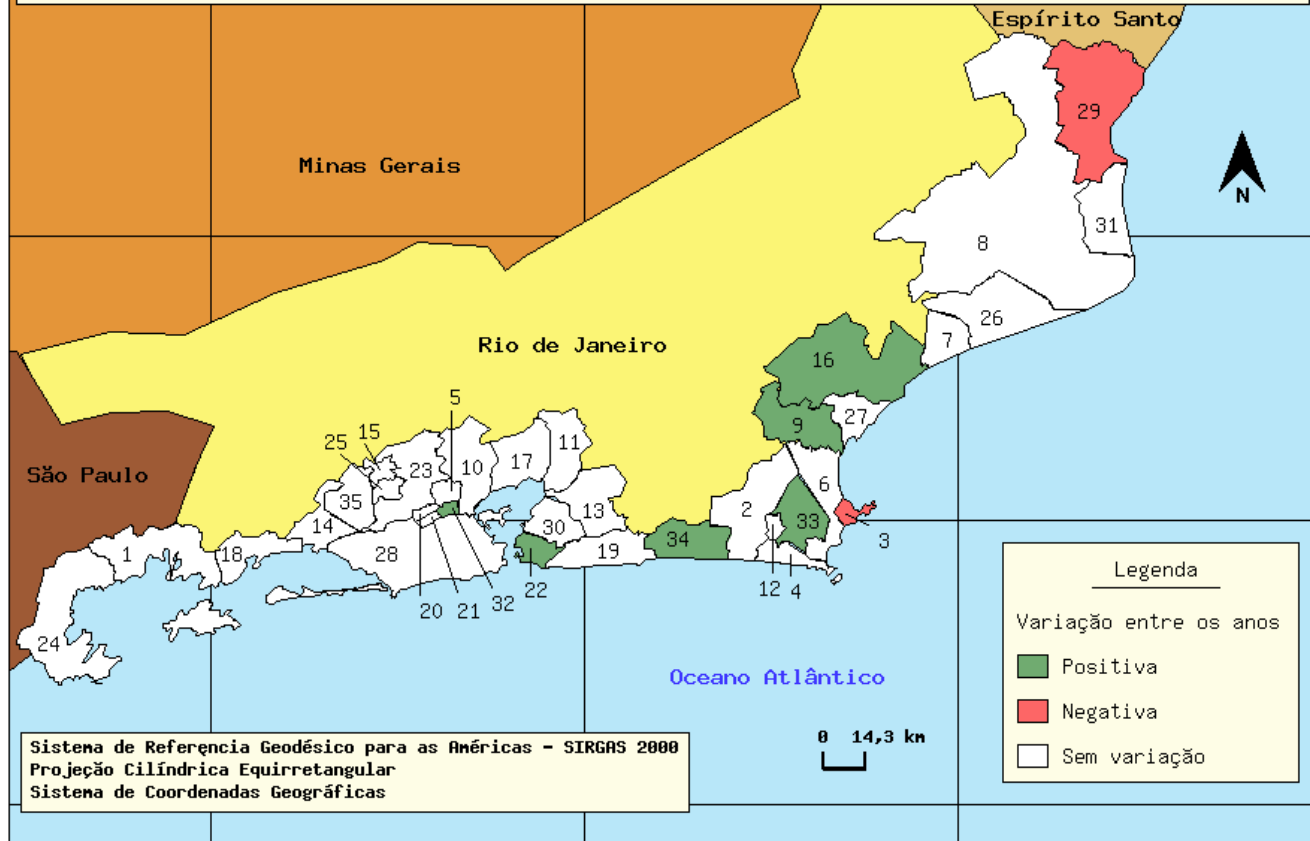 Espírito Santo
29
Minas Gerais
N
31
8
26
7
Rio de Janeiro
16
5
27
9
15
25
11
23
17
10
São Paulo
6
35
2
13
14
30
33
34
3
28
1
18
19
12
4
22
32
21
20
24
Legenda
Variação entre os anos
Positiva
Negativa
Sem variação
Oceano Atlântico
0 14,3 km
Sistema de Referençia Geodésico para as Américas - SIRGAS 2000
Projeção Cilíndrica Equirretangular
Sistema de Coordenadas Geográficas